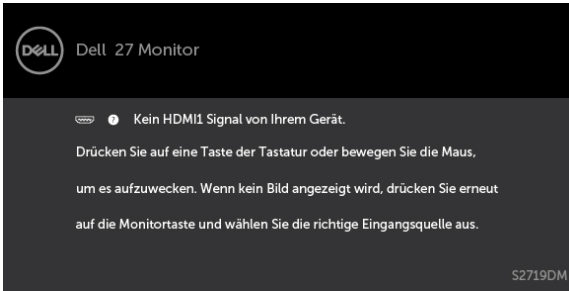 DELL
Dell 27 Monitor
? Kein HDMI1 Signal von Ihrem Gerät.
Drücken Sie auf eine Taste der Tastatur oder bewegen Sie die Maus,
um es aufzuwecken. Wenn kein Bild angezeigt wird, drücken Sie erneut
auf die Monitortaste und wählen Sie die richtige Eingangsquelle aus.
S2719DM